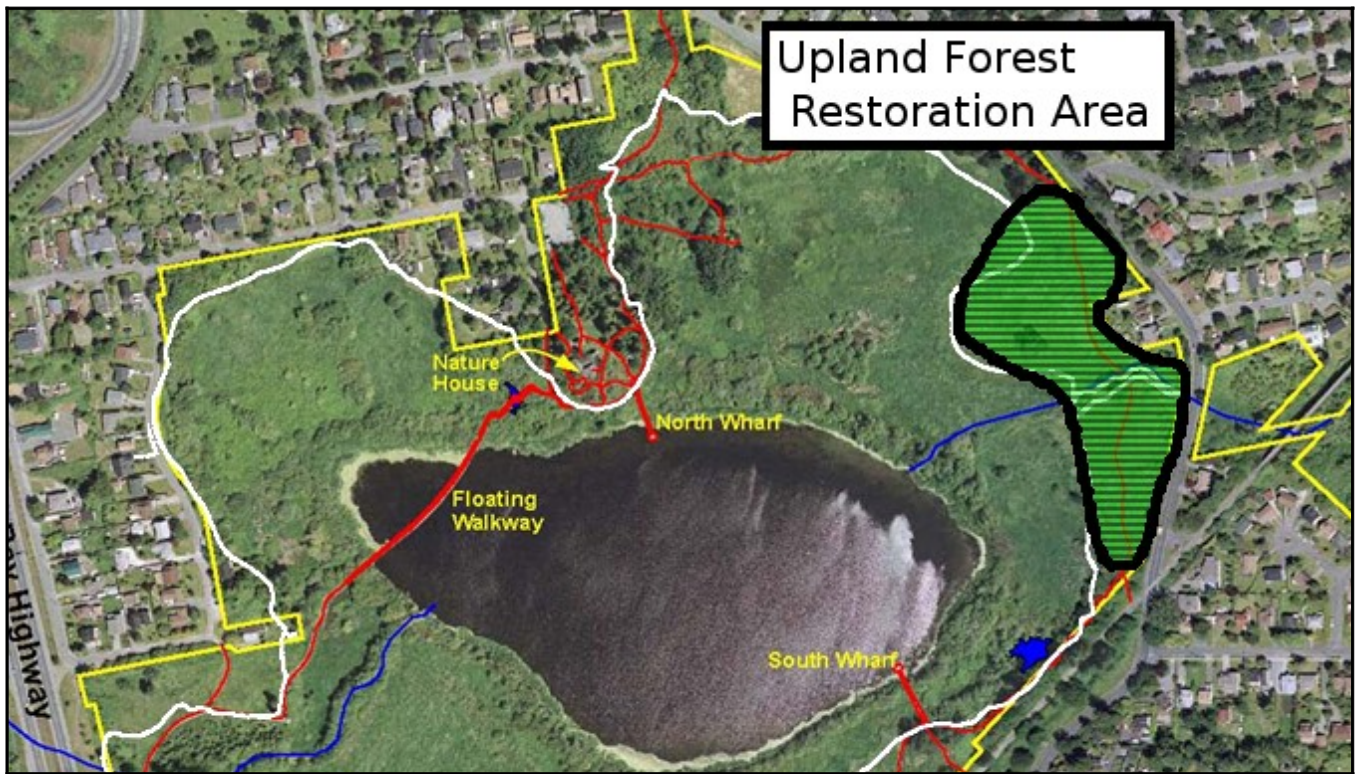 Upland Forest
Restoration Area
Nature
House
North Wharf
Floating
Walkway
South Wharf
Highway